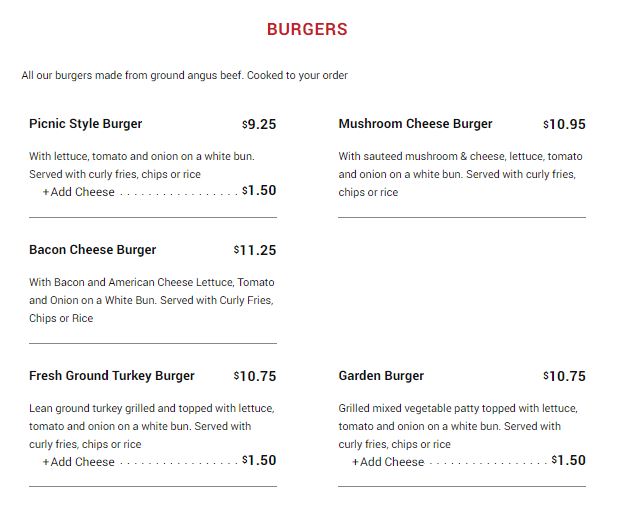 BURGERS
All our burgers made from ground angus beef. Cooked to your order
Picnic Style Burger $9.25
With lettuce, tomato and onion on a white bun.
Served with curly fries, chips or rice
+Add Cheese . . . . . . . . . . . . . . . . . . $1.50
Mushroom Cheese Burger $10.95
With sauteed mushroom & cheese, lettuce, tomato
and onion on a white bun. Served with curly fries,
chips or rice
Bacon Cheese Burger $11.25
With Bacon and American Cheese Lettuce, Tomato
and Onion on a White Bun. Served with Curly Fries,
Chips or Rice
Fresh Ground Turkey Burger $10.75
Lean ground turkey grilled and topped with lettuce,
tomato and onion on a white bun. Served with
curly fries, chips or rice
+Add Cheese . . . . . . . . . . . . . . . . . . $1.50
Garden Burger $10.75
Grilled mixed vegetable patty topped with lettuce,
tomato and onion on a white bun. Served with
curly fries, chips or rice
+Add Cheese . . . . . . . . . . . . . . . . . . $1.50